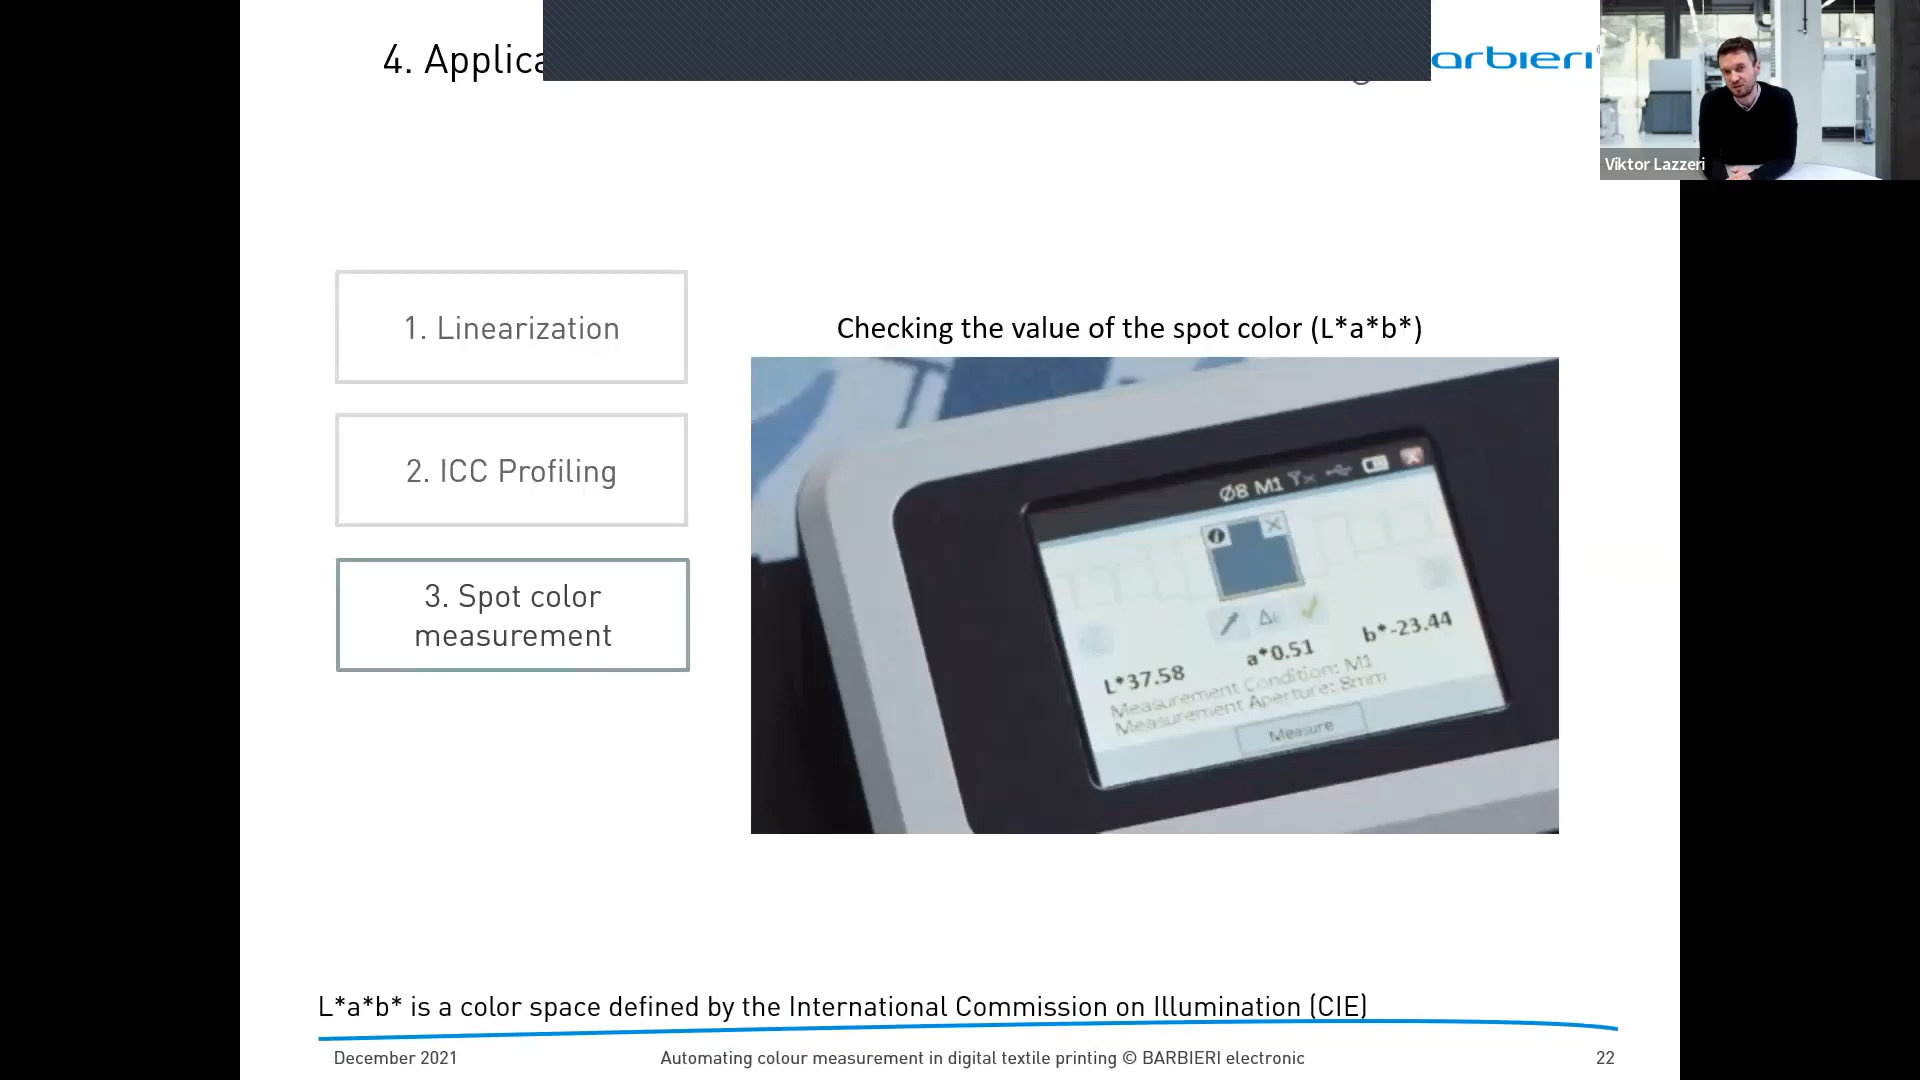 4. Applica
arbieri
Viktor Lazzeri
1. Linearization
2. ICC Profiling
3. Spot color
measurement
Checking the value of the spot color (L*a*b*)
Ø8 M1
ΔE
L*37.58 a*0.51 b*-23.44
Measurement Condition: M1
Measurement Aperture: 8mm
Measure
L*a*b* is a color space defined by the International Commission on Illumination (CIE)
December 2021
Automating colour measurement in digital textile printing © BARBIERI electronic
22